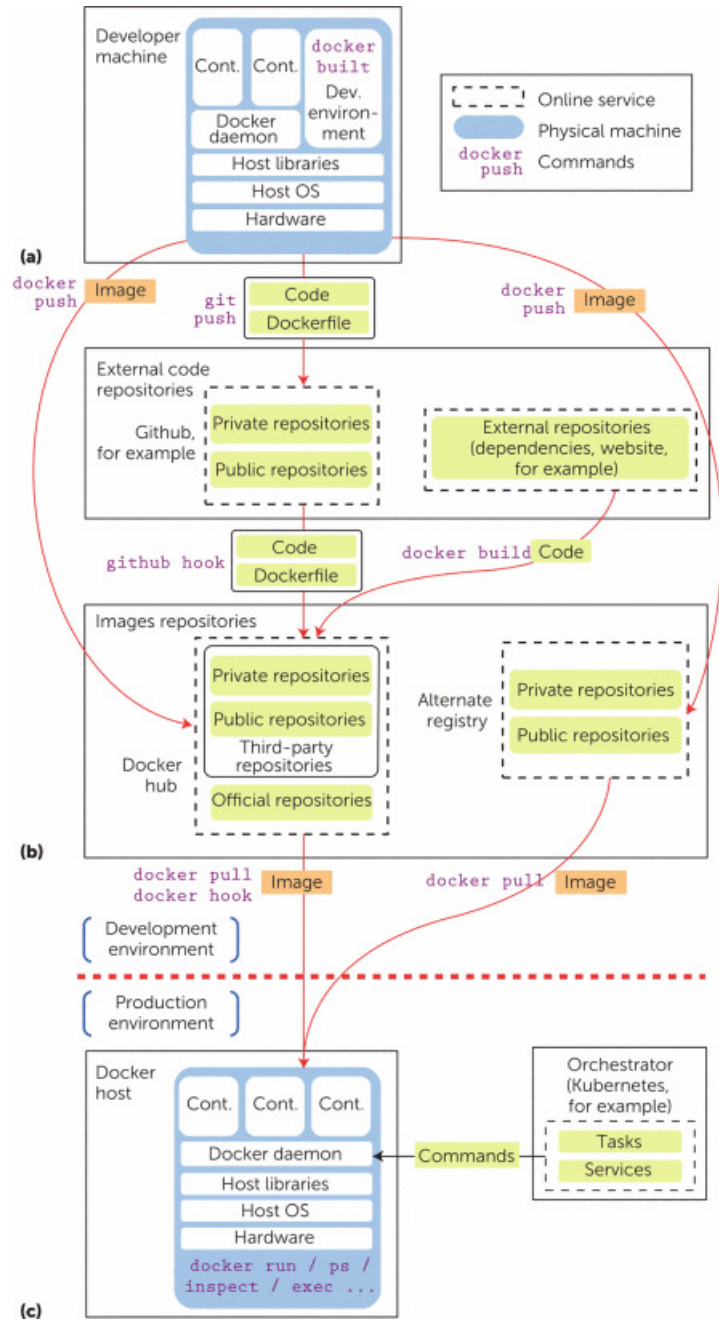 Developer
machine
Cont.
Cont.
docker
built
Dev.
environ-
ment
Docker
daemon
Host libraries
Host OS
Hardware
Online service
Physical machine
docker
push
Commands
(a)
docker
push
Image
git
push
Code
Dockerfile
docker
push
Image
External code
repositories
Github,
for example
Private repositories
Public repositories
External repositories
(dependencies, website,
for example)
github hook
Code
Dockerfile
docker build
Code
Images repositories
Private repositories
Public repositories
Third-party
repositories
Docker
hub
Official repositories
Alternate
registry
Private repositories
Public repositories
(b)
docker pull
docker hook
Image
docker pull
Image
Development
environment
Production
environment
Docker
host
Cont.
Cont.
Cont.
Docker daemon
Host libraries
Host OS
Hardware
docker run / ps /
inspect / exec ...
Commands
Orchestrator
(Kubernetes,
for example)
Tasks
Services
(c)